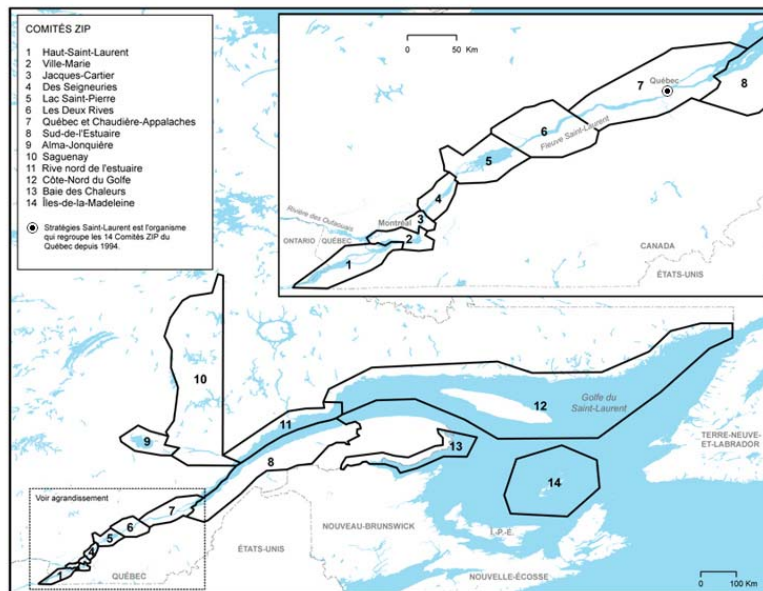 COMITÉS ZIP
1 Haut-Saint-Laurent
2 Ville-Marie
3 Jacques-Cartier
4 Des Seigneuries
5 Lac Saint-Pierre
6 Les Deux Rives
7 Québec et Chaudière-Appalaches
8 Sud-de-l'Estuaire
9 Alma-Jonquière
10 Saguenay
11 Rive nord de l'estuaire
12 Côte-Nord du Golfe
13 Baie des Chaleurs
14 Îles-de-la-Madeleine
Stratégies Saint-Laurent est l'organisme
qui regroupe les 14 Comités ZIP du
Québec depuis 1994.
0 50 Km
Québec
7
8
6
Fleuve Saint-Laurent
5
4
Rivière des Outaouais
Montréal
3
2
ONTARIO / QUÉBEC
1
CANADA
ÉTATS-UNIS
10
9
11
12
Golfe du
Saint-Laurent
13
8
14
TERRE-NEUVE-
ET-LABRADOR
Voir agrandissement
7
6
5
4
1
QUÉBEC
ÉTATS-UNIS
NOUVEAU-BRUNSWICK
I.-P.-E.
NOUVELLE-ÉCOSSE
0 100 Km